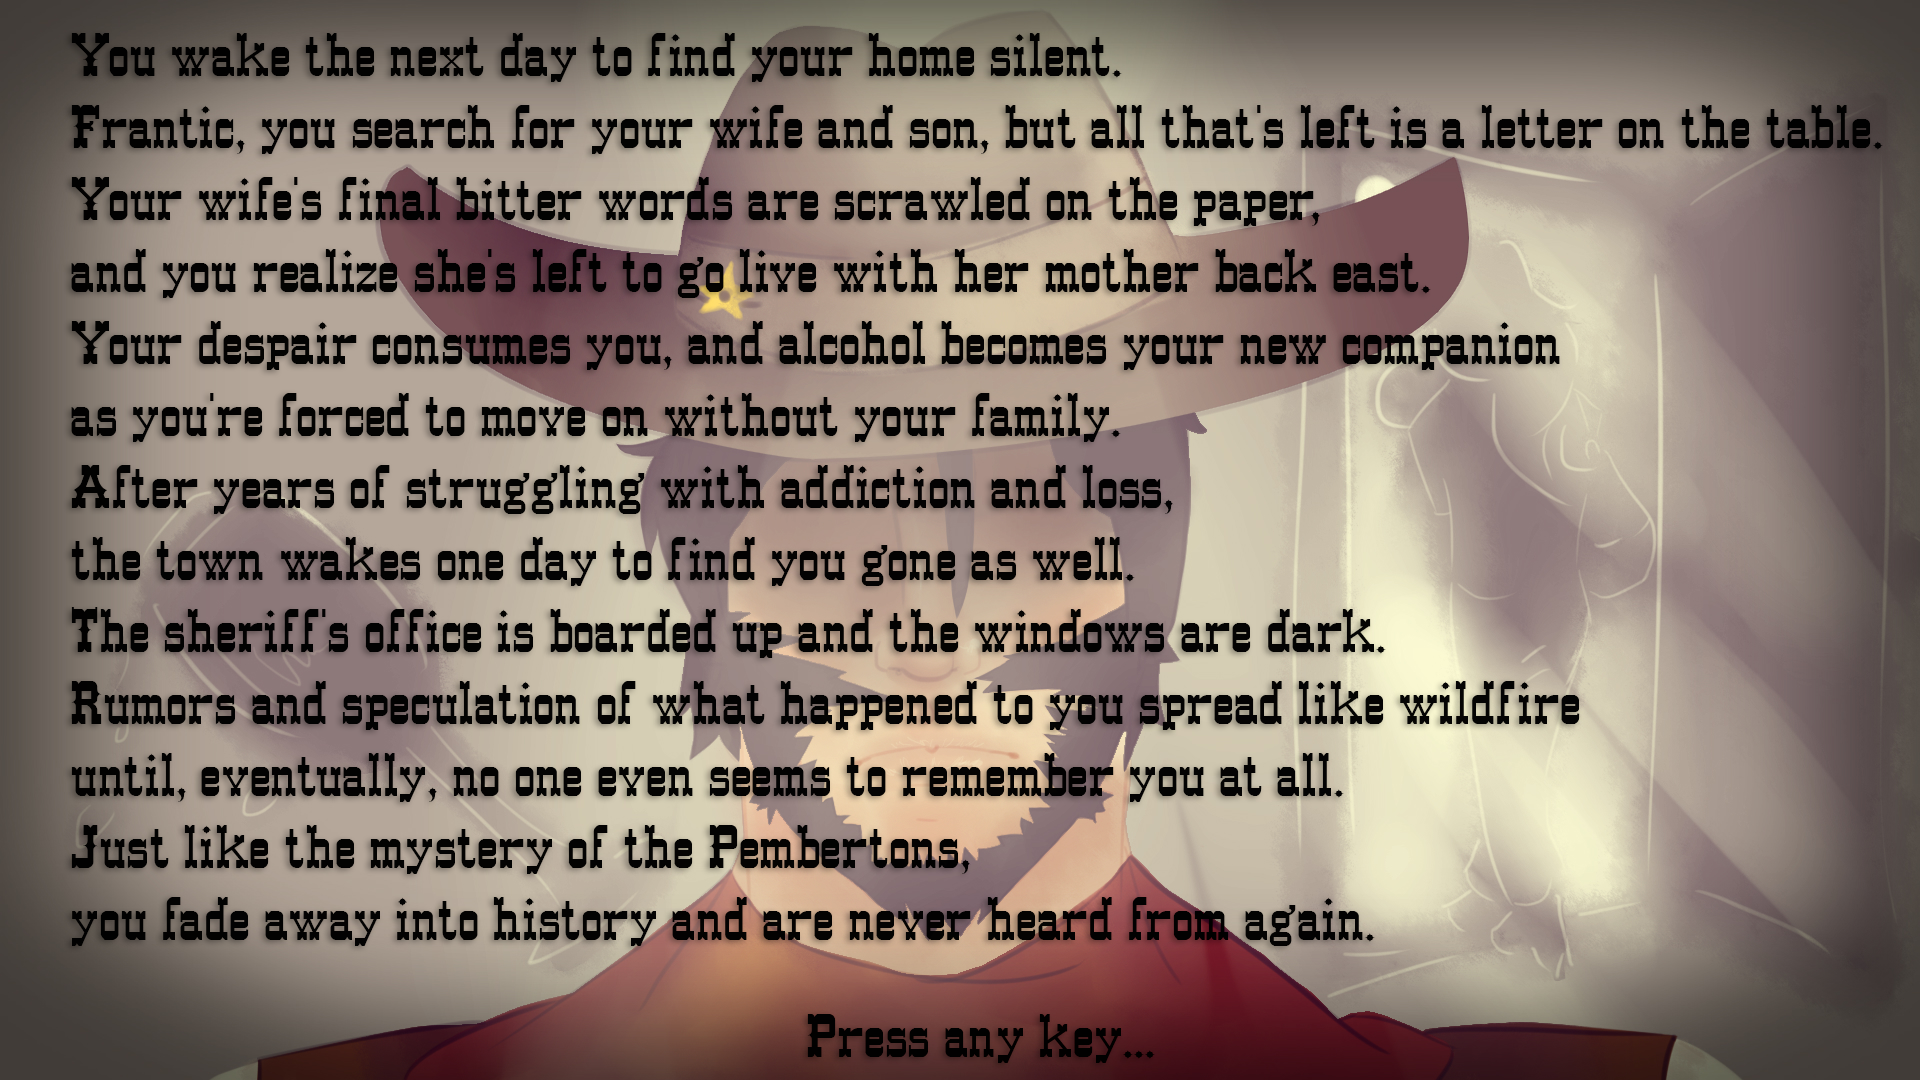 You wake the next day to find your home silent.
Frantic, you search for your wife and son, but all that's left is a letter on the table.
Your wife's final bitter words are scrawled on the paper,
and you realize she's left to go live with her mother back east.
Your despair consumes you, and alcohol becomes your new companion
as you're forced to move on without your family.
After years of struggling with addiction and loss,
the town wakes one day to find you gone as well.
The sheriff's office is boarded up and the windows are dark.
Rumors and speculation of what happened to you spread like wildfire
until, eventually, no one even seems to remember you at all.
Just like the mystery of the Pembertons,
you fade away into history and are never heard from again.
Press any key...